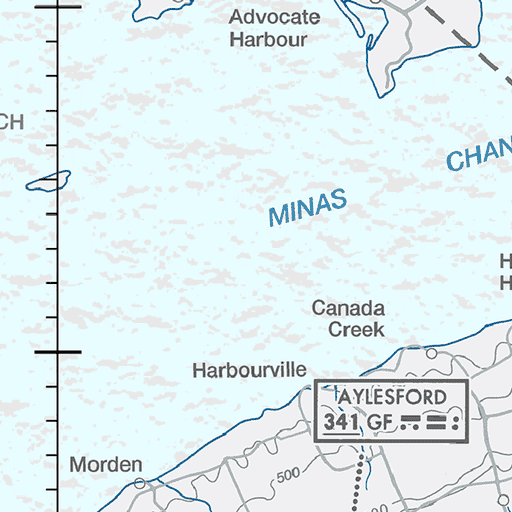 Advocate
Harbour
CH
CHAN
MINAS
H
H
Canada
Creek
Harbourville
AYLESFORD
341 GF
Morden
500